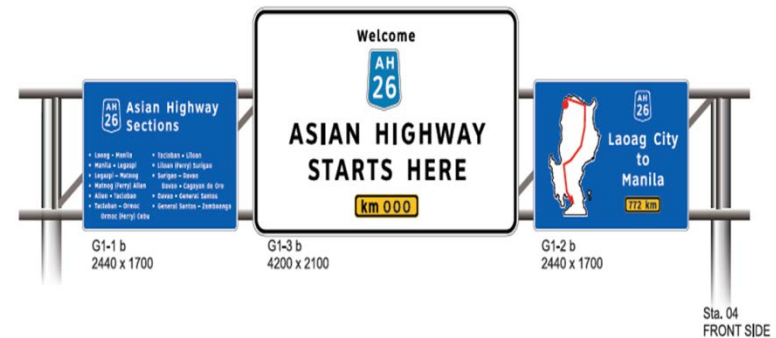 AH
26
Asian Highway
Sections
• Laoag - Manila
• Manila - Legazpi
• Legazpi - Matnog
• Matnog (Ferry) Allen
• Allen - Tacloban
• Tacloban - Ormoc
Ormoc (Ferry) Cebu
• Tacloban - Liloan
• Liloan (Ferry) Surigao
• Surigao - Davao
Davao - Cagayan de Oro
• Davao - General Santos
• General Santos - Zamboanga
G1-1 b
2440 x 1700
Welcome
AH
26
ASIAN HIGHWAY
STARTS HERE
km 000
G1-3 b
4200 x 2100
AH
26
Laoag City
to
Manila
772 km
G1-2 b
2440 x 1700
Sta. 04
FRONT SIDE